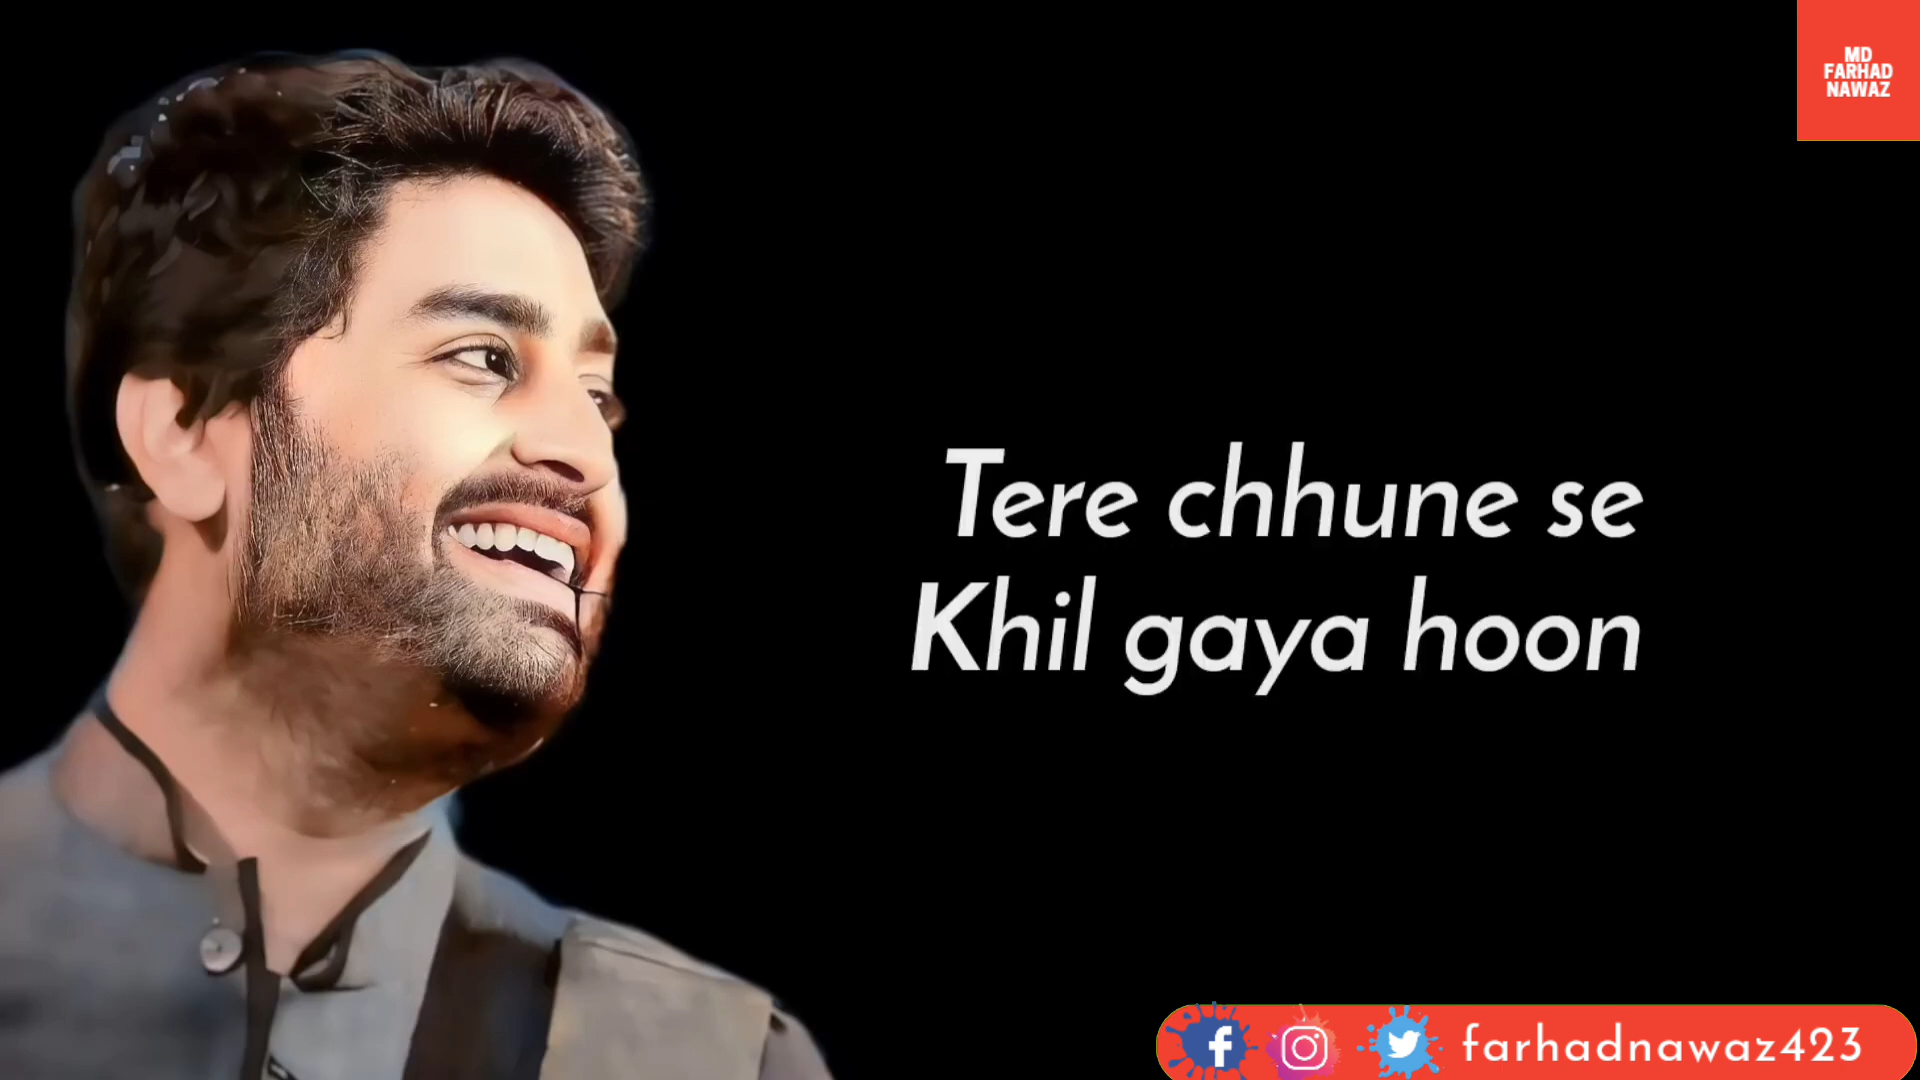 MD
FARHAD
NAWAZ
Tere chhune se
Khil gaya hoon
farhadnawaz423